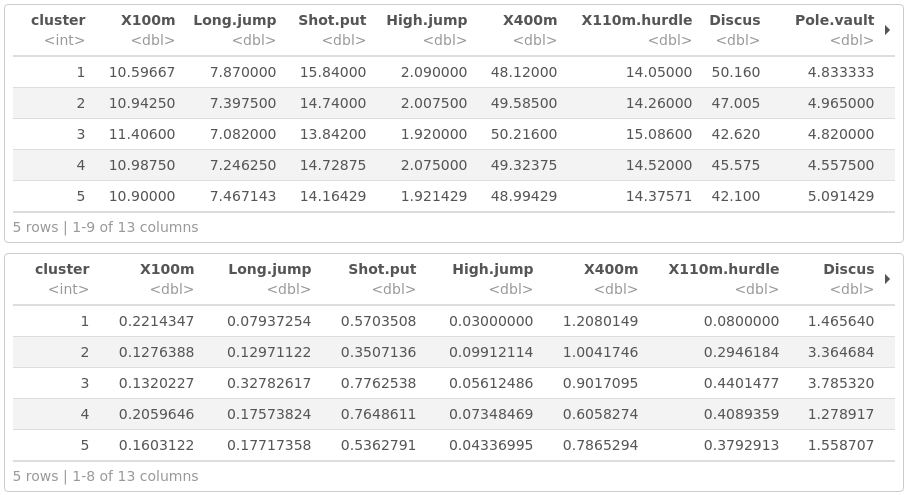 cluster X100m Long.jump Shot.put High.jump X400m X110m.hurdle Discus Pole.vault
<int> <dbl> <dbl> <dbl> <dbl> <dbl> <dbl> <dbl> <dbl>
1 10.59667 7.870000 15.84000 2.090000 48.12000 14.05000 50.160 4.833333
2 10.94250 7.397500 14.74000 2.007500 49.58500 14.26000 47.005 4.965000
3 11.40600 7.082000 13.84200 1.920000 50.21600 15.08600 42.620 4.820000
4 10.98750 7.246250 14.72875 2.075000 49.32375 14.52000 45.575 4.557500
5 10.90000 7.467143 14.16429 1.921429 48.99429 14.37571 42.100 5.091429
5 rows | 1-9 of 13 columns
cluster X100m Long.jump Shot.put High.jump X400m X110m.hurdle Discus
<int> <dbl> <dbl> <dbl> <dbl> <dbl> <dbl> <dbl>
1 0.2214347 0.07937254 0.5703508 0.03000000 1.2080149 0.0800000 1.465640
2 0.1276388 0.12971122 0.3507136 0.09912114 1.0041746 0.2946184 3.364684
3 0.1320227 0.32782617 0.7762538 0.05612486 0.9017095 0.4401477 3.785320
4 0.2059646 0.17573824 0.7648611 0.07348469 0.6058274 0.4089359 1.278917
5 0.1603122 0.17717358 0.5362791 0.04336995 0.7865294 0.3792913 1.558707
5 rows | 1-8 of 13 columns